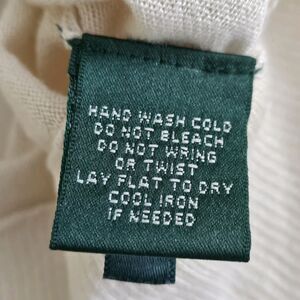 HAND WASH COLD
DO NOT BLEACH
DO NOT WRING
OR TWIST
LAY FLAT TO DRY
COOL IRON
IF NEEDED